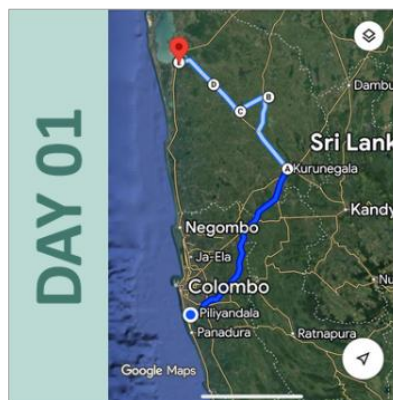 DAY 01
E
D
B
C
Dambu
Sri Lank
A
Kurunegala
Kandy
Negombo
Ja-Ela
Nu
Colombo
Piliyandala
Panadura
Ratnapura
Google Maps